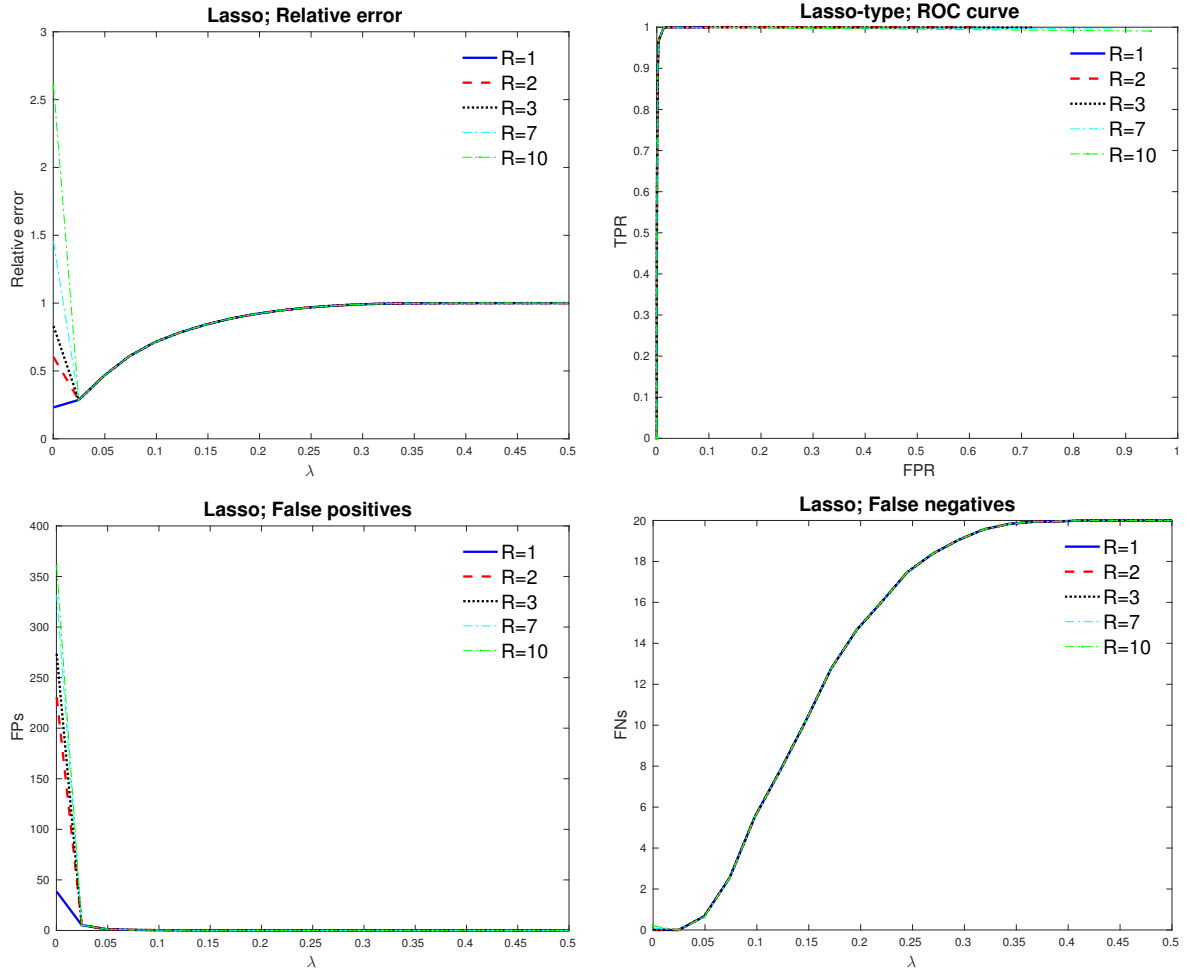 Lasso; Relative error
3
2.5
2
1.5
1
0.5
0
Relative error
0 0.05 0.1 0.15 0.2 0.25 0.3 0.35 0.4 0.45 0.5
λ
R=1
R=2
R=3
R=7
R=10
Lasso-type; ROC curve
1
0.9
0.8
0.7
0.6
0.5
0.4
0.3
0.2
0.1
0
TPR
0 0.1 0.2 0.3 0.4 0.5 0.6 0.7 0.8 0.9 1
FPR
R=1
R=2
R=3
R=7
R=10
Lasso; False positives
400
350
300
250
200
150
100
50
0
FPs
0 0.05 0.1 0.15 0.2 0.25 0.3 0.35 0.4 0.45 0.5
λ
R=1
R=2
R=3
R=7
R=10
Lasso; False negatives
20
18
16
14
12
10
8
6
4
2
0
FNs
0 0.05 0.1 0.15 0.2 0.25 0.3 0.35 0.4 0.45 0.5
λ
R=1
R=2
R=3
R=7
R=10